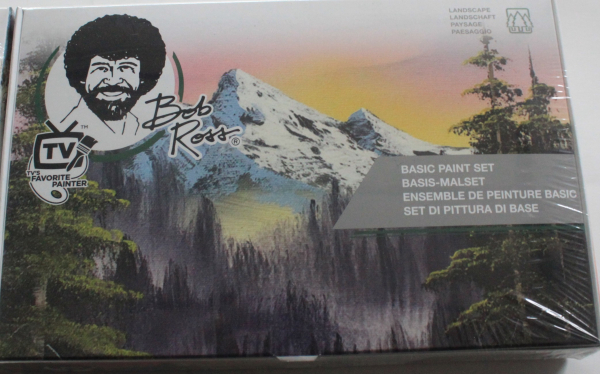 LANDSCAPE
LANDSCHAFT
PAYSAGE
PAESAGGIO
Bob
Ross®
TM
TV
TV'S
FAVORITE
PAINTER
BASIC PAINT SET
BASIS-MALSET
ENSEMBLE DE PEINTURE BASIC
SET DI PITTURA DI BASE